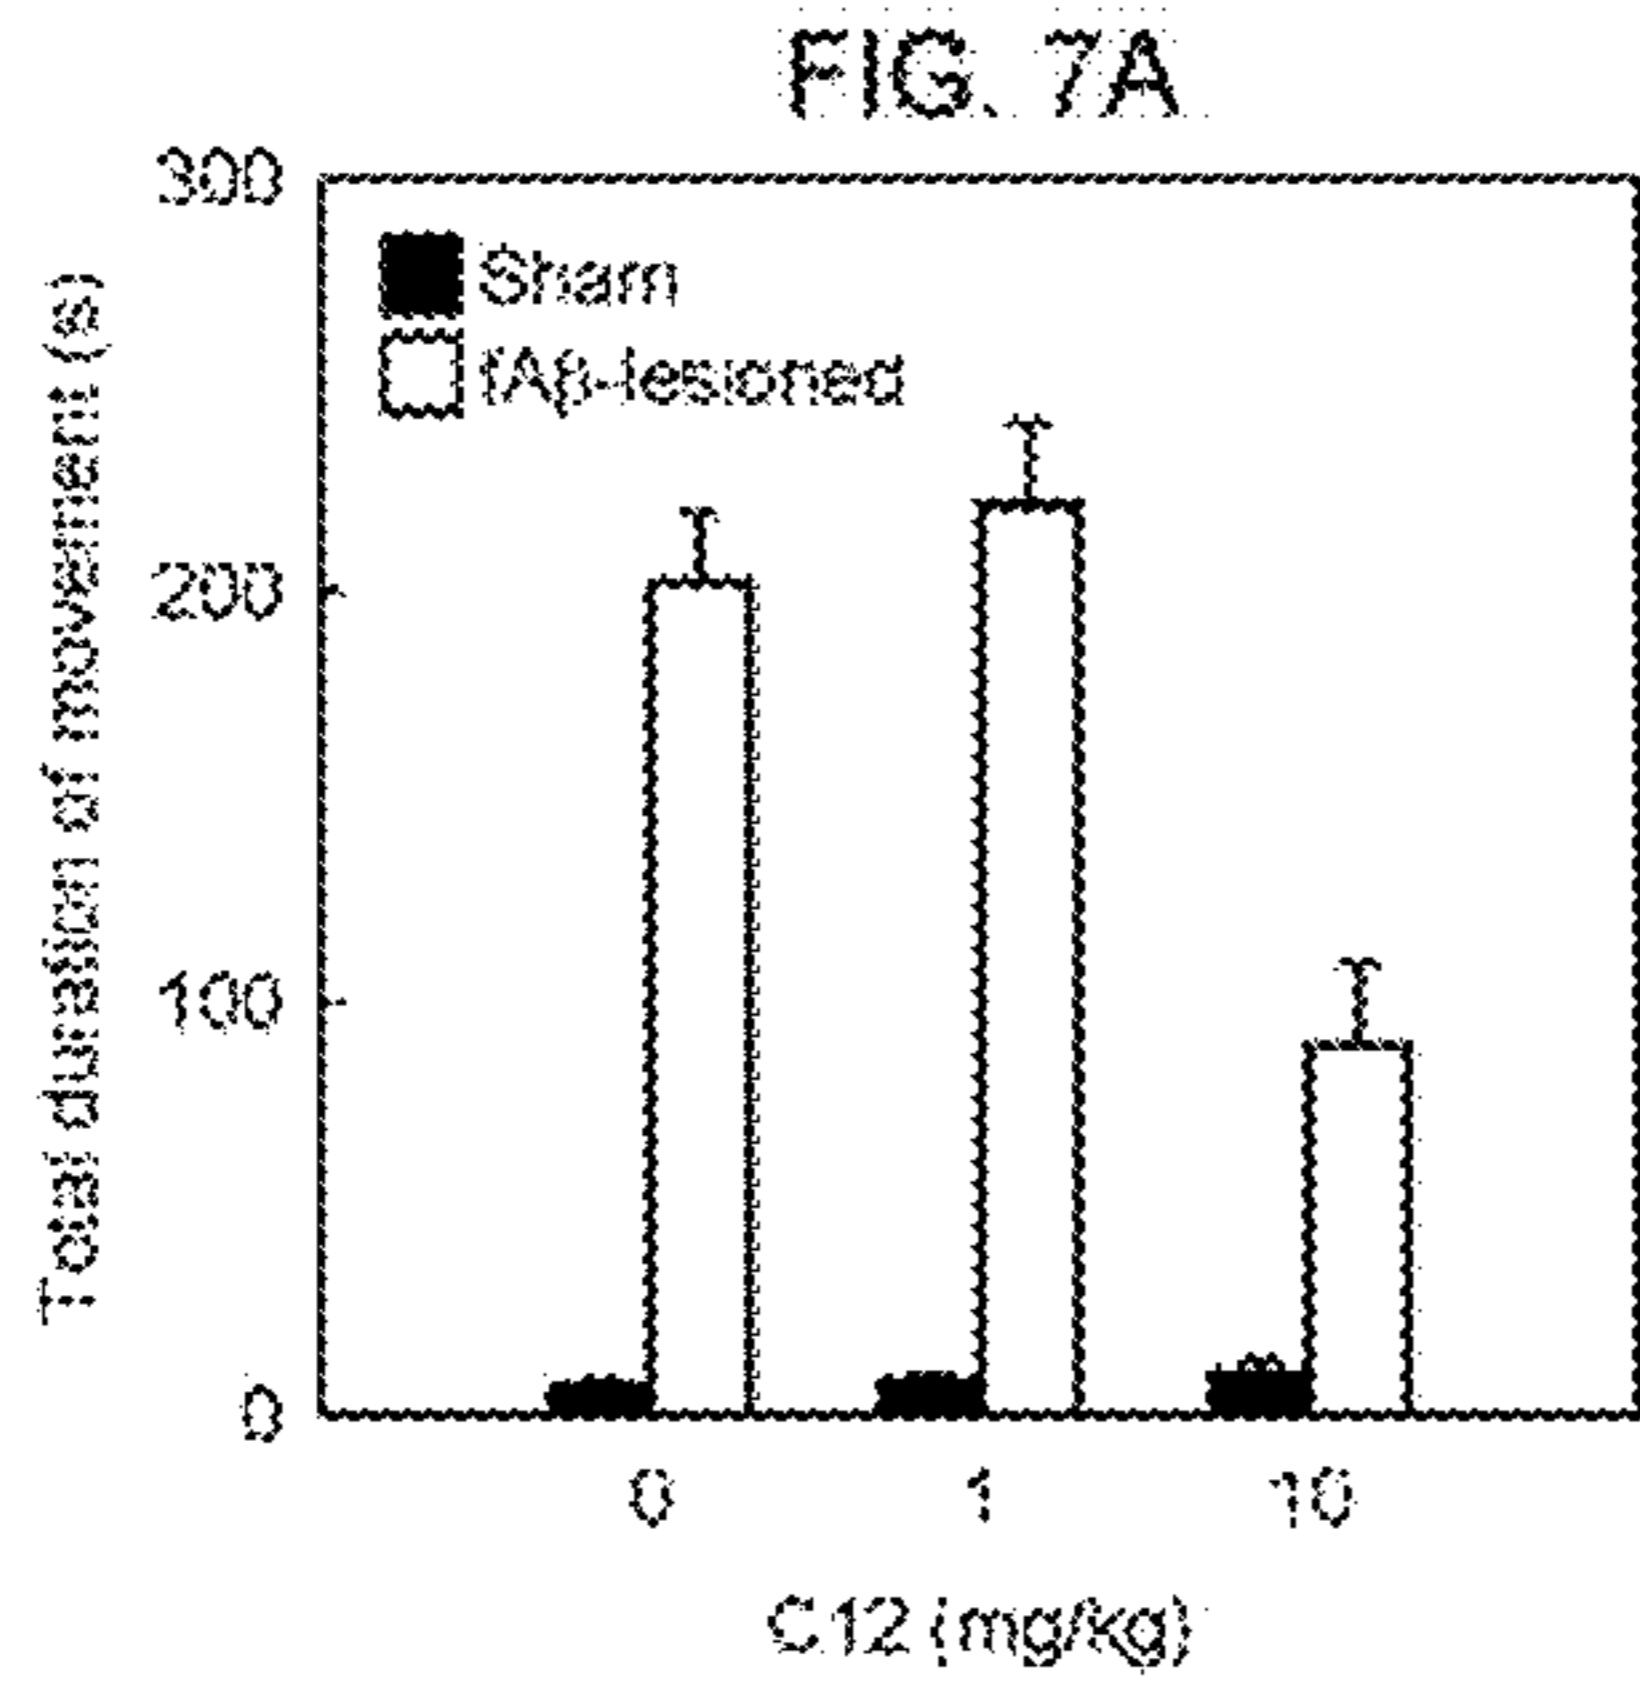 FIG. 7A
300
Sham
fAβ-lesioned
200
100
0
Total duration of movement (s)
0 1 10
C12 (mg/kg)